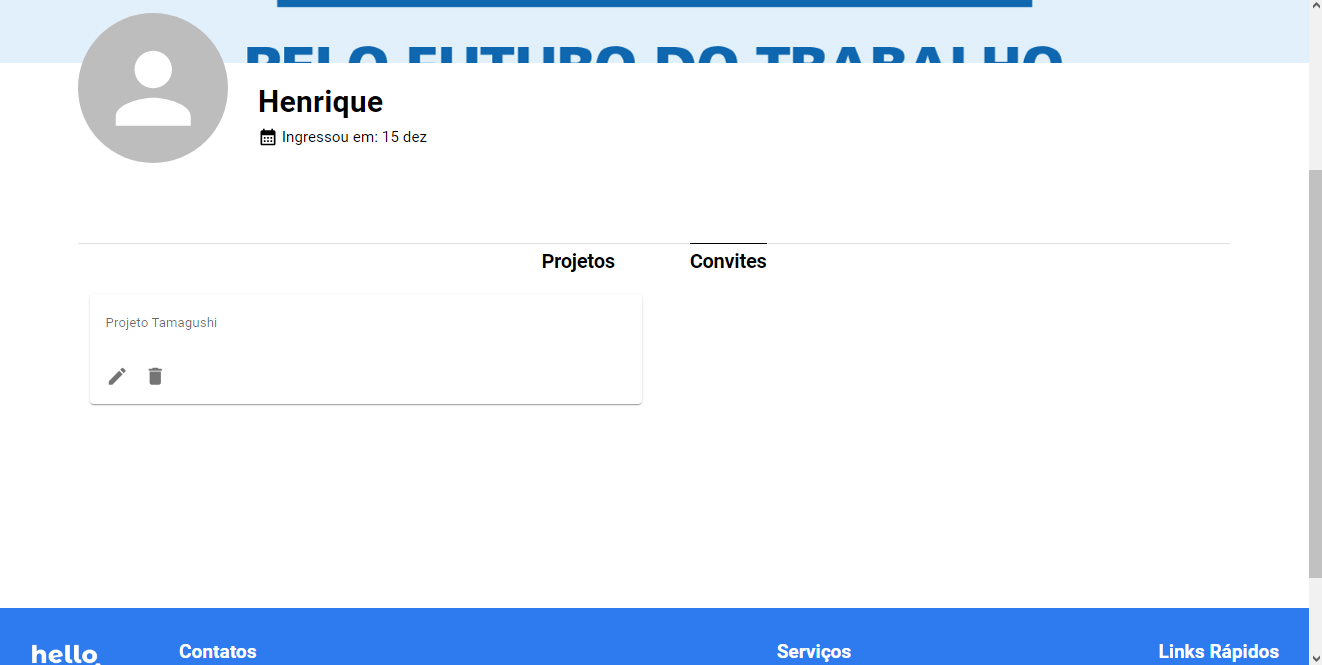 PELO FUTURO DO TRABALHO
Henrique
Ingressou em: 15 dez
Projetos
Convites
Projeto Tamagushi
hello
Contatos
Serviços
Links Rápidos